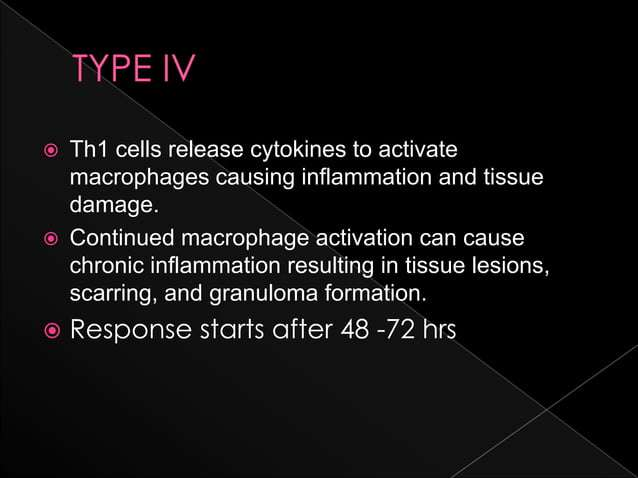 TYPE IV
Th1 cells release cytokines to activate
macrophages causing inflammation and tissue
damage.
Continued macrophage activation can cause
chronic inflammation resulting in tissue lesions,
scarring, and granuloma formation.
Response starts after 48 -72 hrs